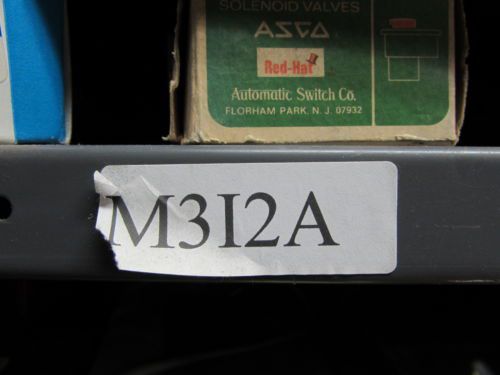 SOLENOID VALVES
ASCO
Red-Hat
Automatic Switch Co.
FLORHAM PARK, N. J. 07932
M3I2A